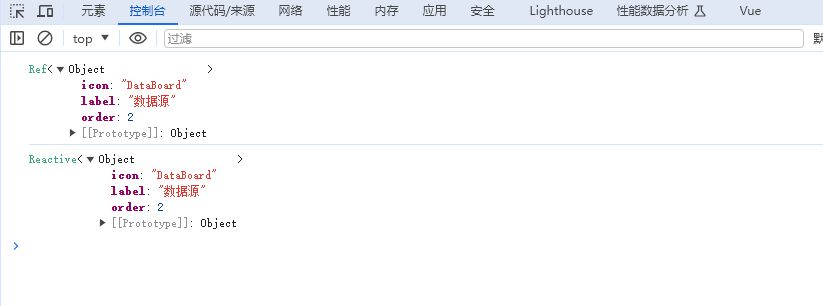 元素 控制台 源代码/来源 网络 性能 内存 应用 安全 Lighthouse 性能数据分析 Vue
top ▼ 过滤 默
Ref<▼Object >
icon: "DataBoard"
label: "数据源"
order: 2
▶ [[Prototype]]: Object
Reactive<▼Object >
icon: "DataBoard"
label: "数据源"
order: 2
▶ [[Prototype]]: Object
>